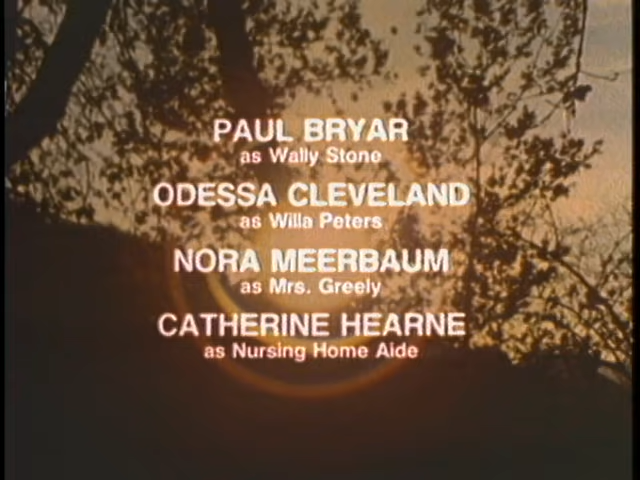 PAUL BRYAR
as Wally Stone
ODESSA CLEVELAND
as Willa Peters
NORA MEERBAUM
as Mrs. Greely
CATHERINE HEARNE
as Nursing Home Aide